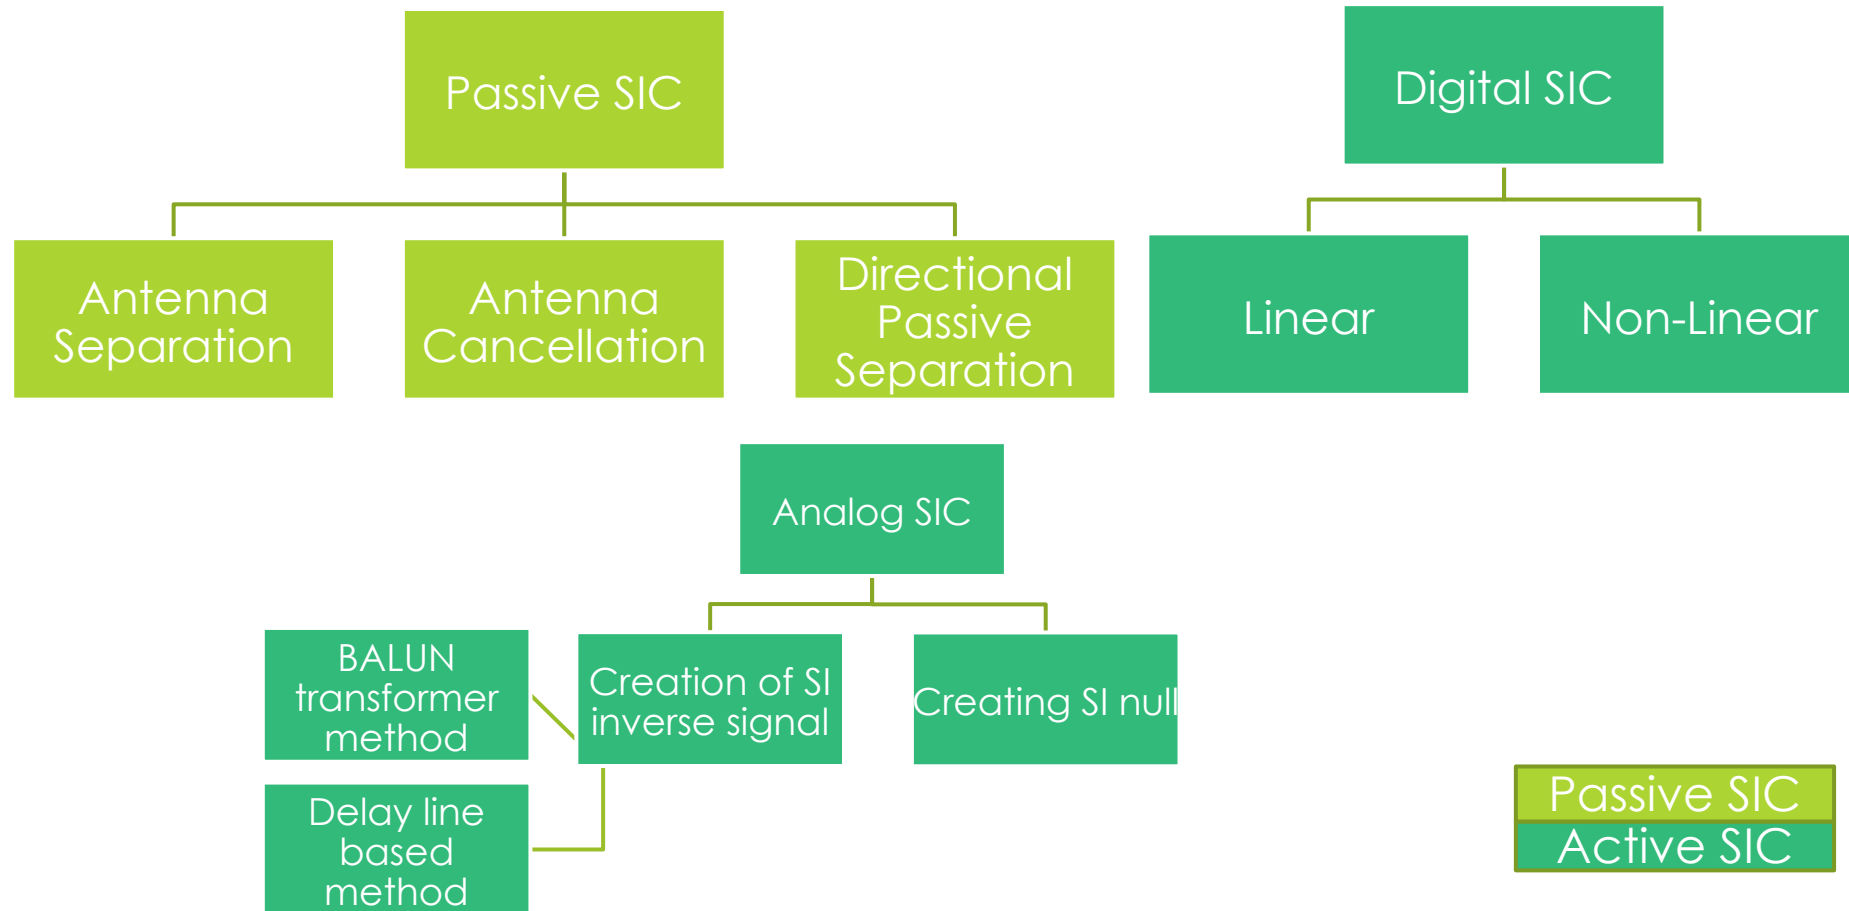 Passive SIC
Digital SIC
Antenna
Separation
Antenna
Cancellation
Directional
Passive
Separation
Linear
Non-Linear
Analog SIC
BALUN
transformer
method
Creation of SI
inverse signal
Creating SI null
Delay line
based
method
Passive SIC
Active SIC